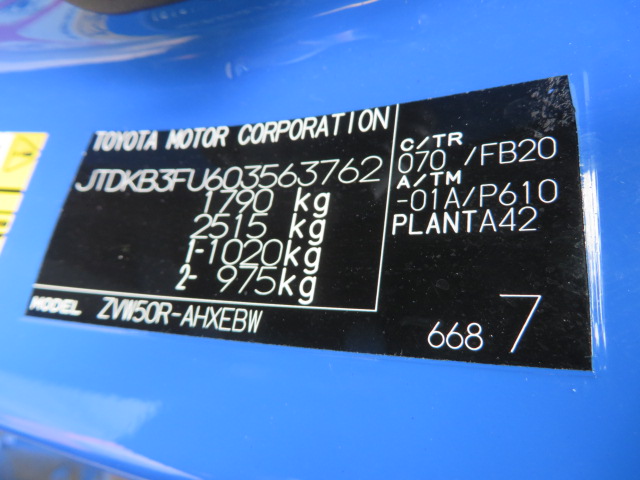 TOYOTA MOTOR CORPORATION
JTDKB3FU603563762
1790 kg
2515 kg
1-1020kg
2- 975kg
MODEL ZVW50R-AHXEBW
C/TR
070 /FB20
A/TM
-01A/P610
PLANTA42
668 7